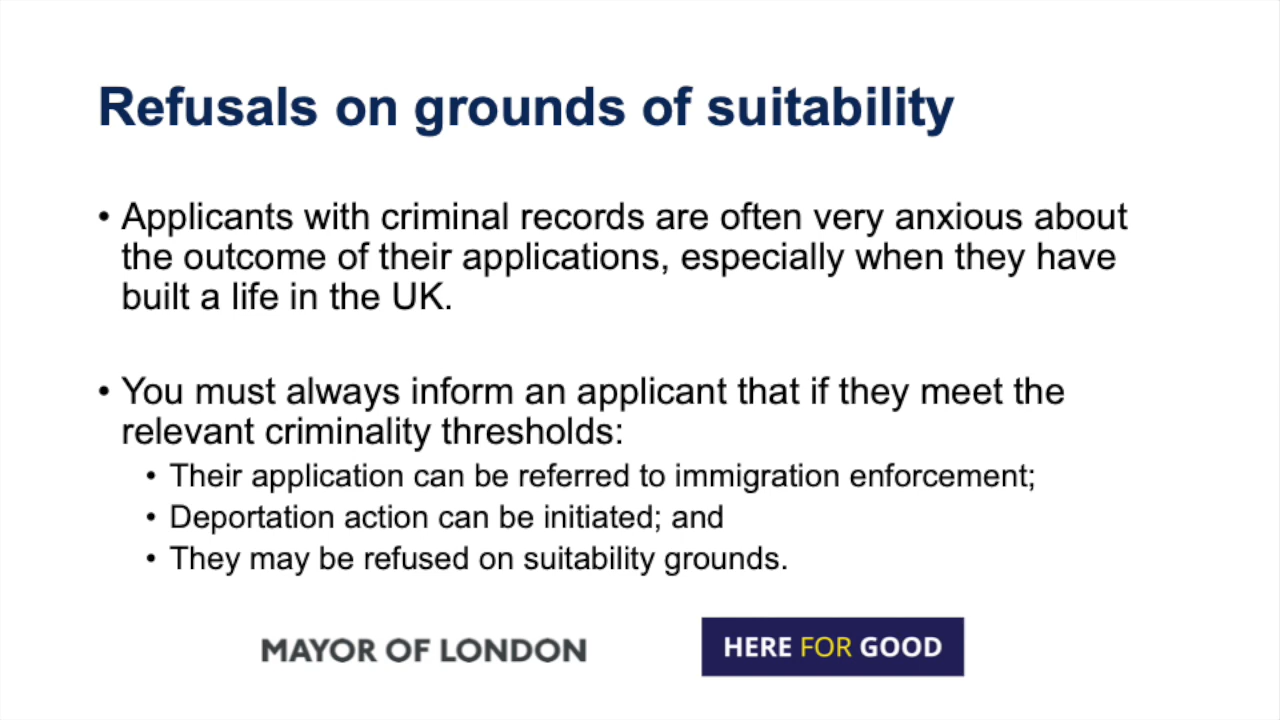 Refusals on grounds of suitability
• Applicants with criminal records are often very anxious about
the outcome of their applications, especially when they have
built a life in the UK.
• You must always inform an applicant that if they meet the
relevant criminality thresholds:
• Their application can be referred to immigration enforcement;
• Deportation action can be initiated; and
• They may be refused on suitability grounds.
MAYOR OF LONDON
HERE FOR GOOD